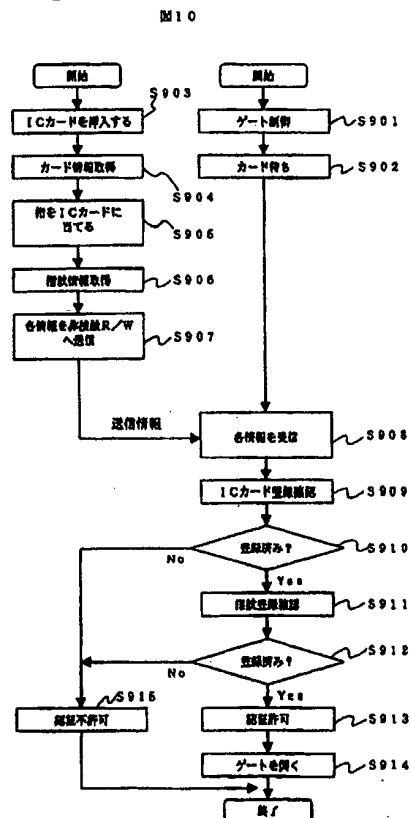 図10
開始
S903
ICカードを挿入する
カード情報取得
S904
指をICカードに
当てる
S905
指紋情報取得
S906
各情報を非接触R/W
へ送信
S907
開始
ゲート制御
S901
カード待ち
S902
送信情報
各情報を受信
S908
ICカード登録確認
S909
登録済み?
S910
No
Yes
指紋登録確認
S911
登録済み?
S912
No
Yes
S915
認証不許可
認証許可
S913
ゲートを開く
S914
終了